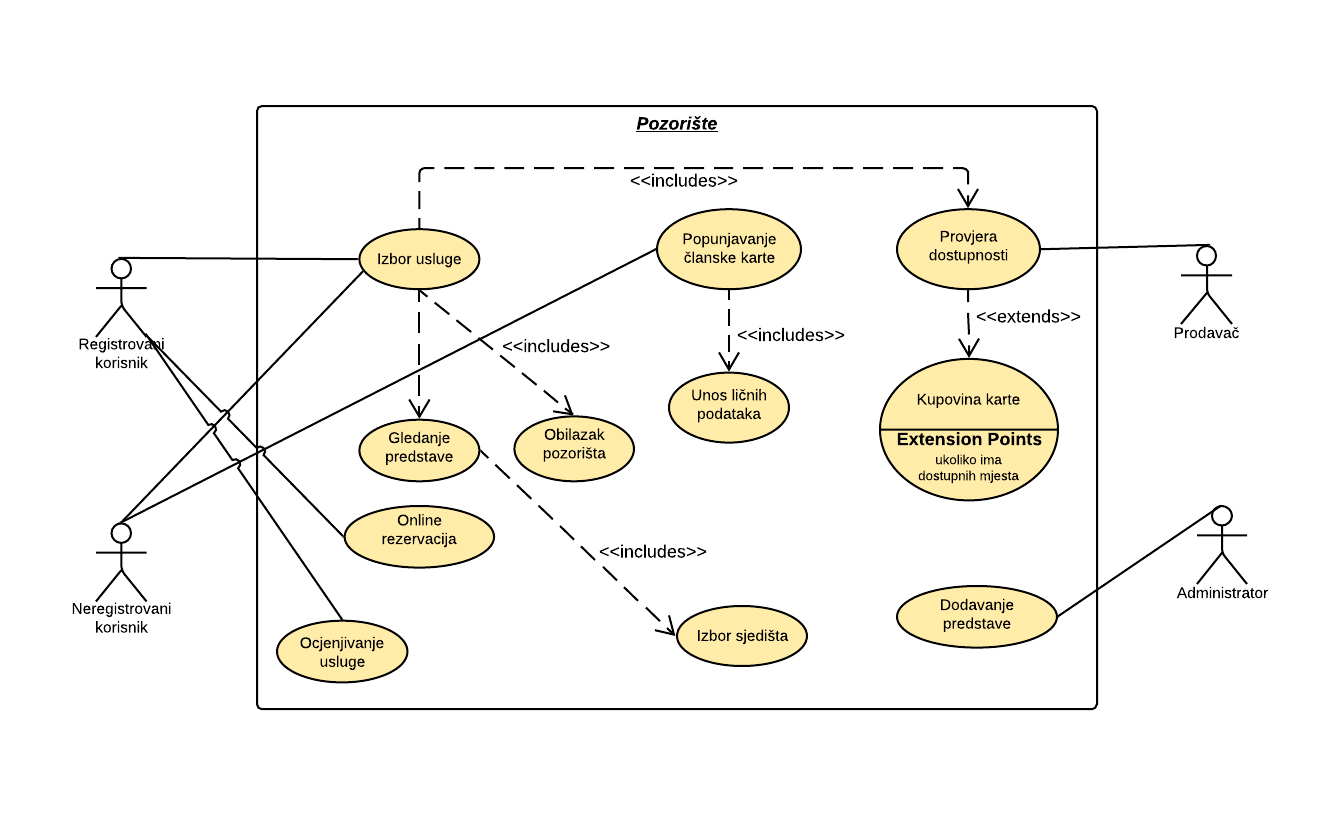 Pozorište
<<includes>>
Izbor usluge
Popunjavanje
članske karte
Provjera
dostupnosti
Registrovani
korisnik
Prodavač
<<includes>>
<<includes>>
<<extends>>
Gledanje
predstave
Obilazak
pozorišta
Unos ličnih
podataka
Kupovina karte
Extension Points
ukoliko ima
dostupnih mjesta
Online
rezervacija
<<includes>>
Neregistrovani
korisnik
Ocjenjivanje
usluge
Izbor sjedišta
Dodavanje
predstave
Administrator